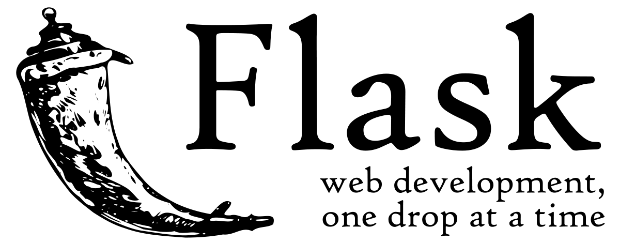 Flask
web development,
one drop at a time